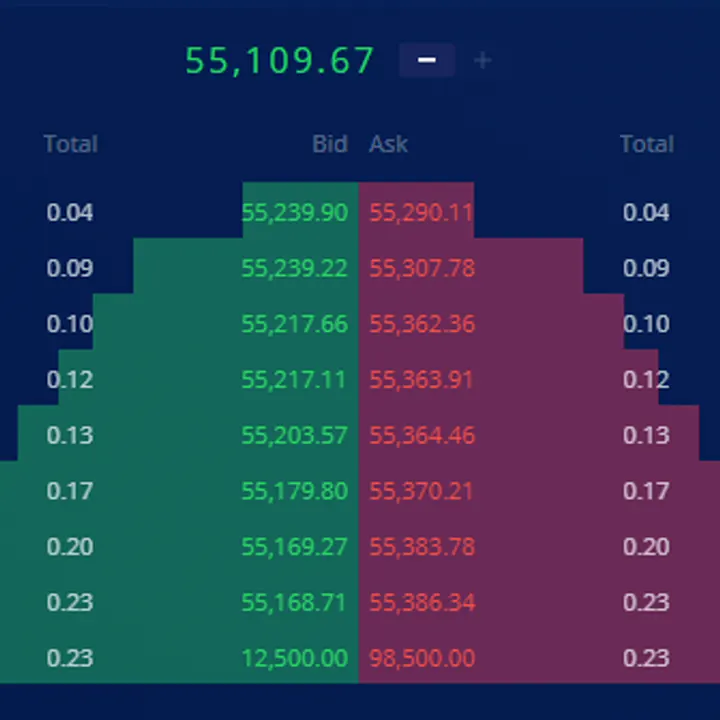 55,109.67 − +
Total Bid Ask Total
0.04 55,239.90 55,290.11 0.04
0.09 55,239.22 55,307.78 0.09
0.10 55,217.66 55,362.36 0.10
0.12 55,217.11 55,363.91 0.12
0.13 55,203.57 55,364.46 0.13
0.17 55,179.80 55,370.21 0.17
0.20 55,169.27 55,383.78 0.20
0.23 55,168.71 55,386.34 0.23
0.23 12,500.00 98,500.00 0.23